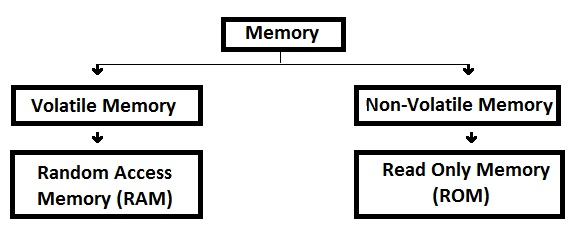 Memory
Volatile Memory
Non-Volatile Memory
Random Access
Memory (RAM)
Read Only Memory
(ROM)